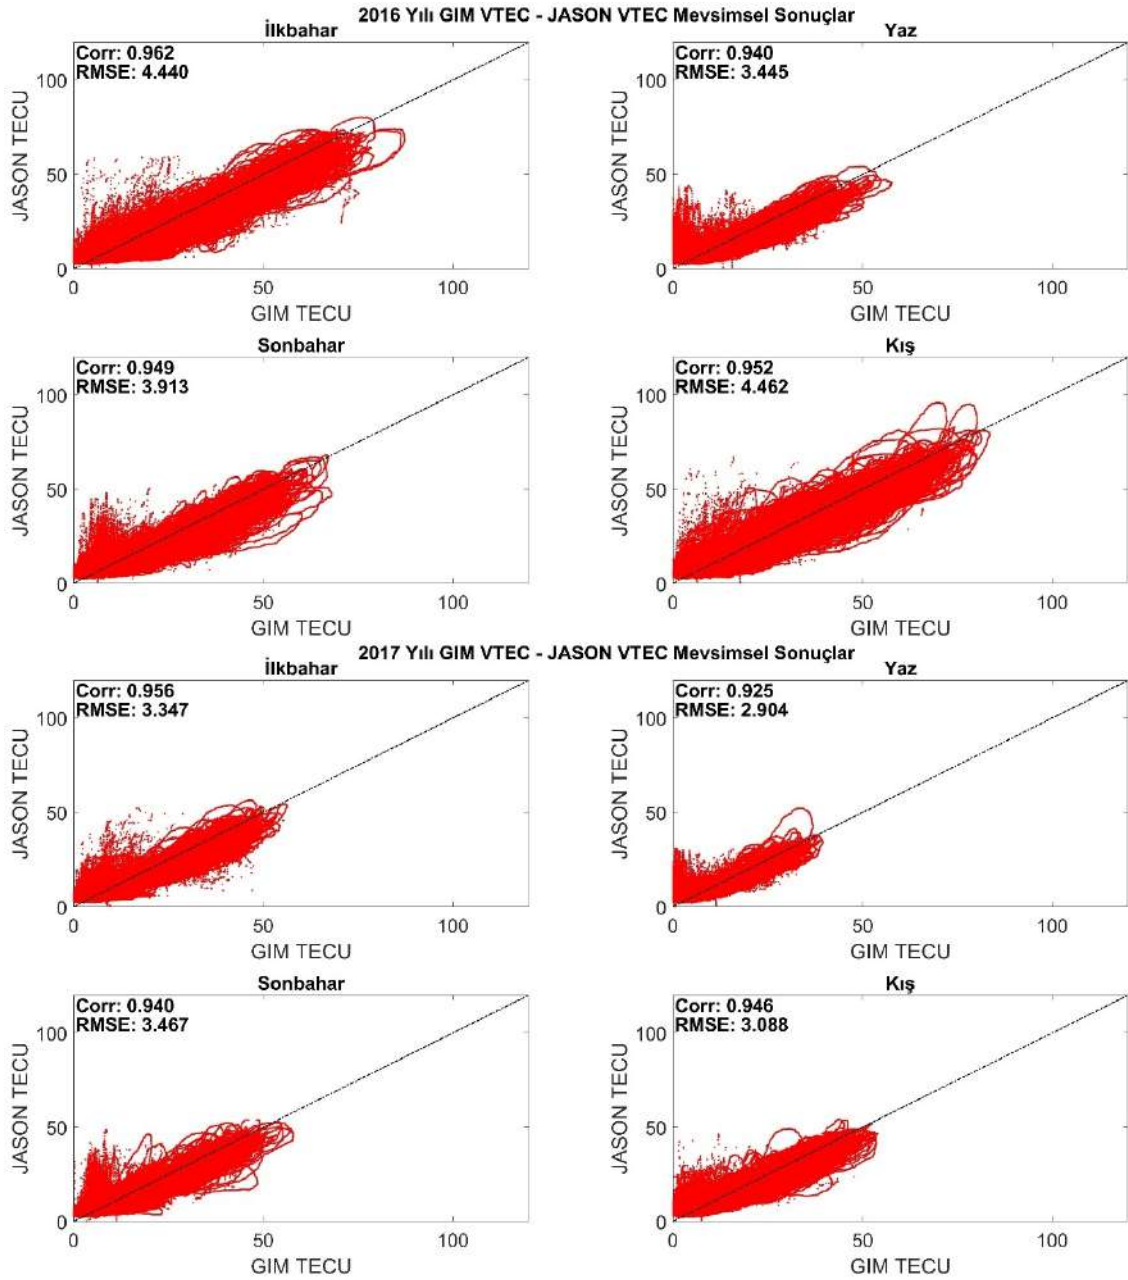 2016 Yılı GIM VTEC - JASON VTEC Mevsimsel Sonuçlar
İlkbahar
Corr: 0.962
RMSE: 4.440
100
50
0
JASON TECU
0 50 100
GIM TECU
Yaz
Corr: 0.940
RMSE: 3.445
100
50
0
JASON TECU
0 50 100
GIM TECU
Sonbahar
Corr: 0.949
RMSE: 3.913
100
50
0
JASON TECU
0 50 100
GIM TECU
Kış
Corr: 0.952
RMSE: 4.462
100
50
0
JASON TECU
0 50 100
GIM TECU
2017 Yılı GIM VTEC - JASON VTEC Mevsimsel Sonuçlar
İlkbahar
Corr: 0.956
RMSE: 3.347
100
50
0
JASON TECU
0 50 100
GIM TECU
Yaz
Corr: 0.925
RMSE: 2.904
100
50
0
JASON TECU
0 50 100
GIM TECU
Sonbahar
Corr: 0.940
RMSE: 3.467
100
50
0
JASON TECU
0 50 100
GIM TECU
Kış
Corr: 0.946
RMSE: 3.088
100
50
0
JASON TECU
0 50 100
GIM TECU